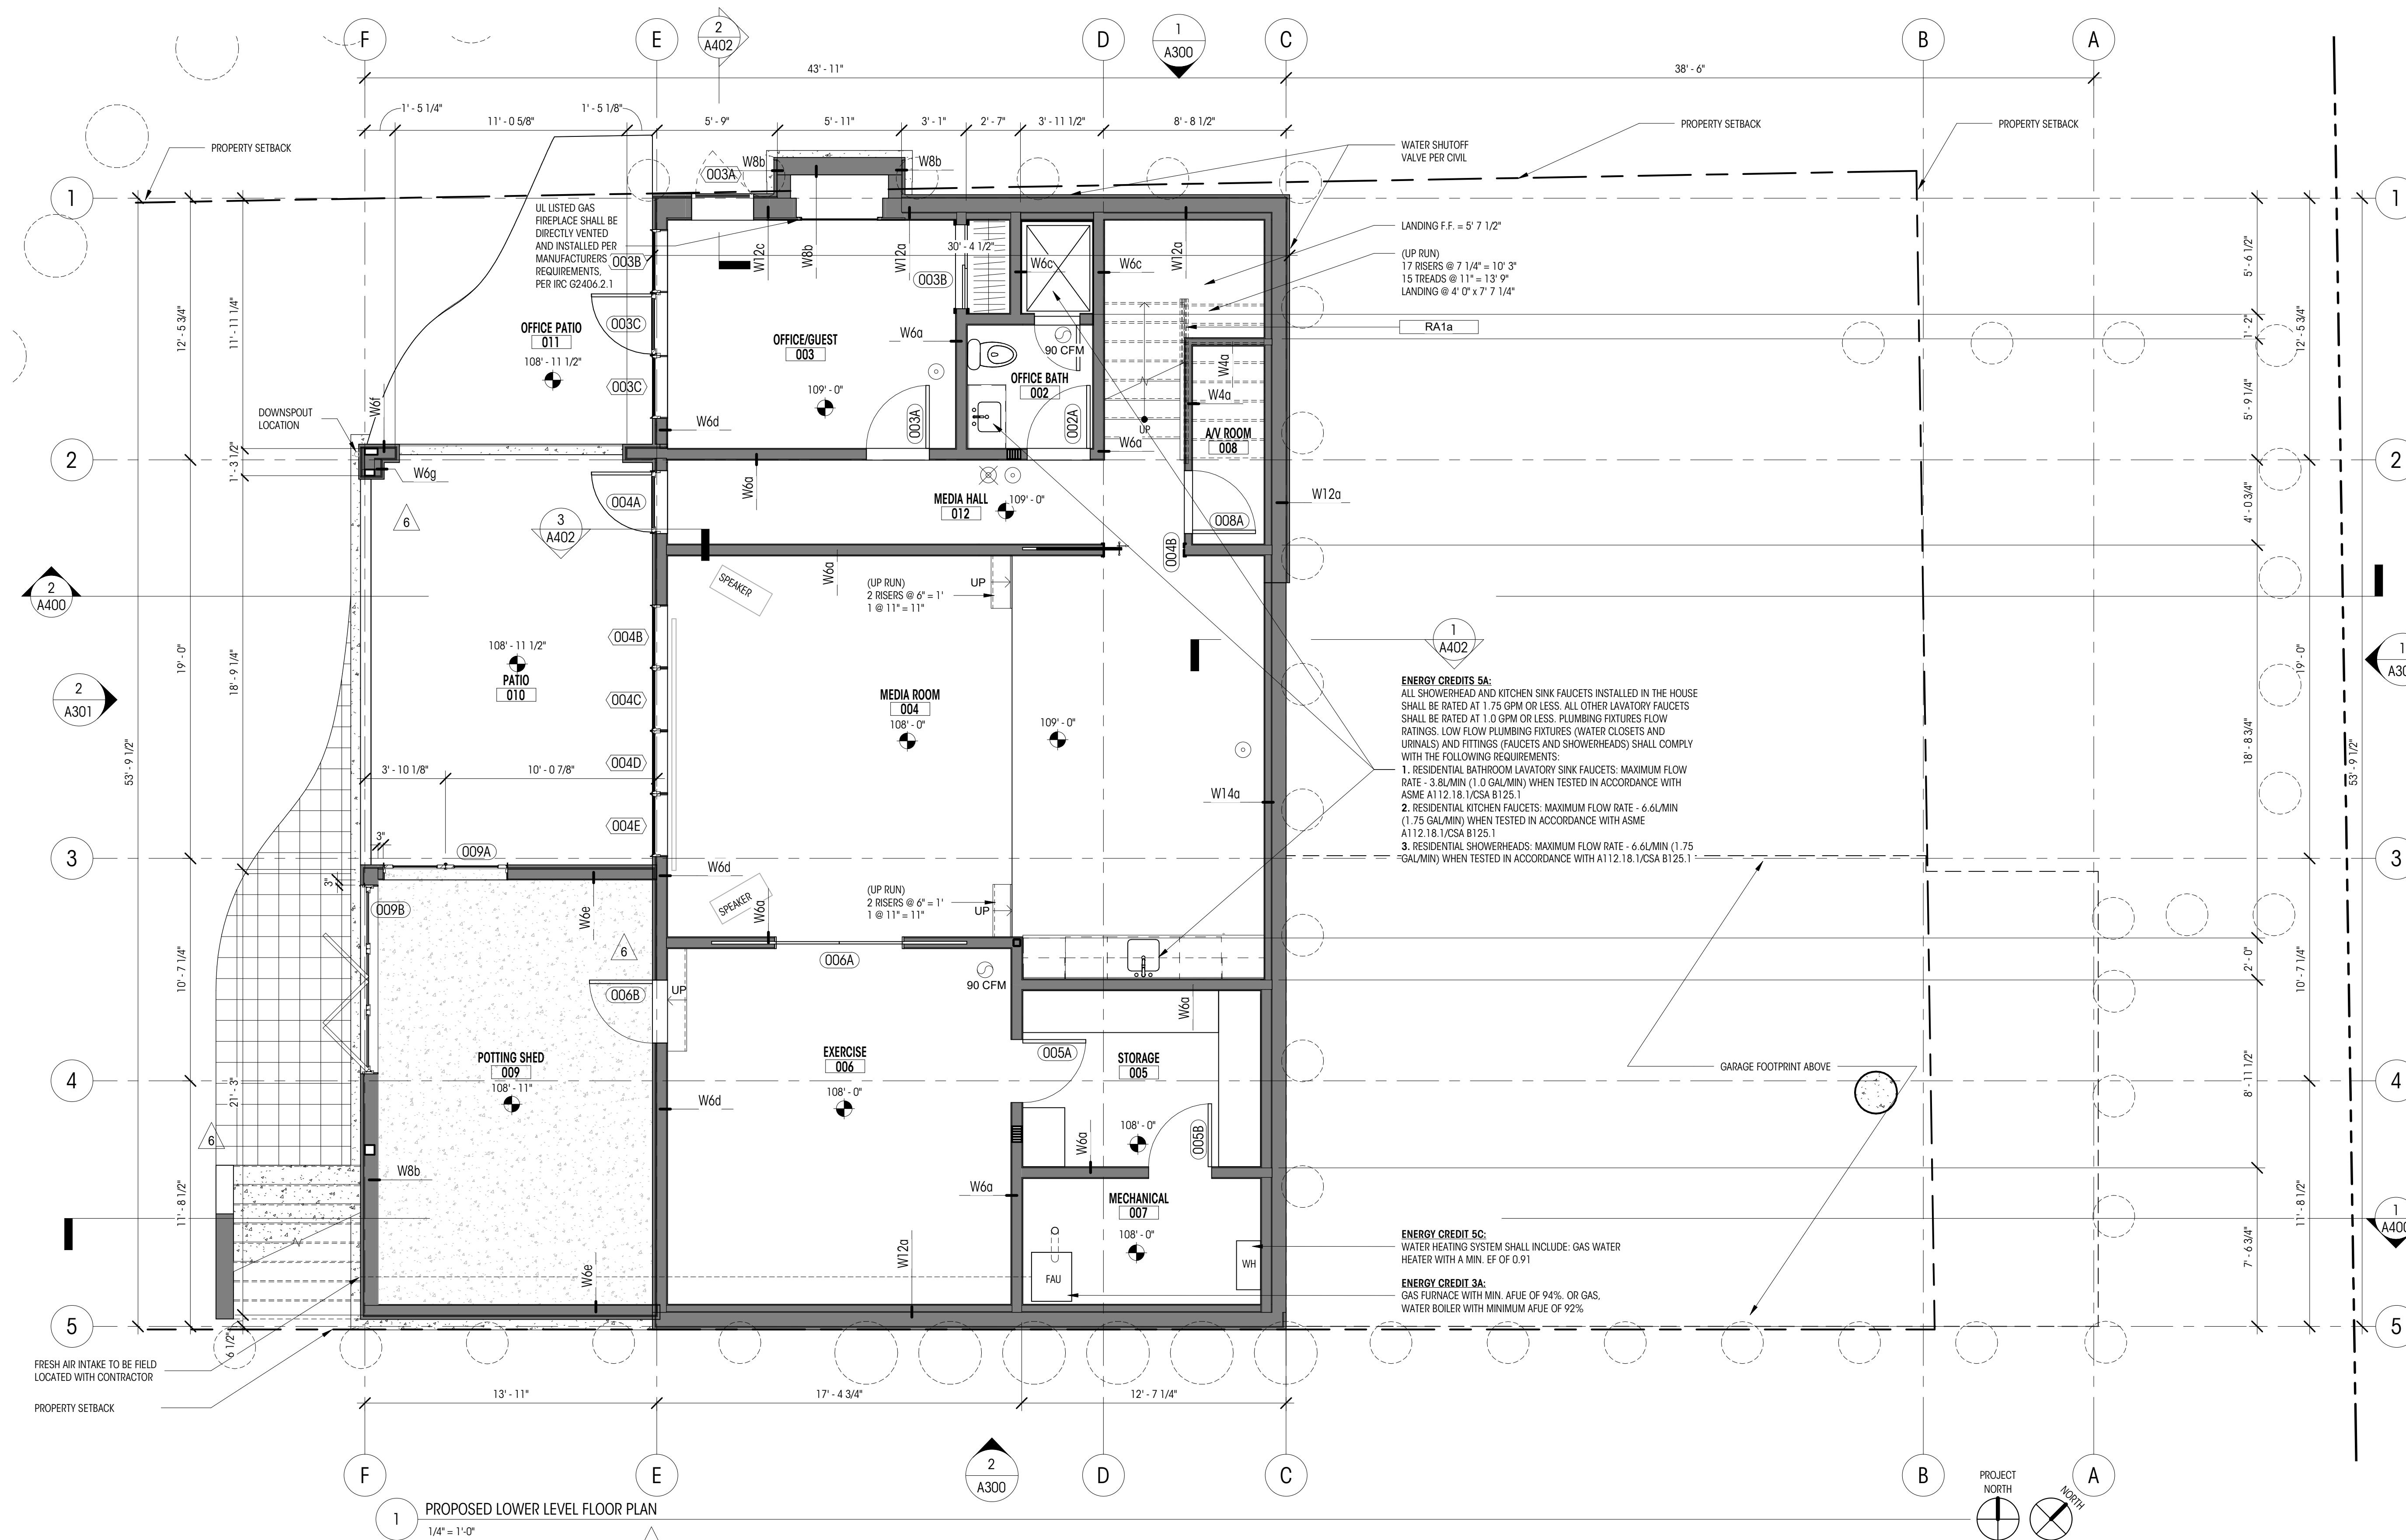 F
E
2
A402
D
1
A300
C
B
A
43' - 11"
38' - 6"
1' - 5 1/4"
11' - 0 5/8"
1' - 5 1/8"
5' - 9"
5' - 11"
3' - 1"
2' - 7"
3' - 11 1/2"
8' - 8 1/2"
PROPERTY SETBACK
WATER SHUTOFF
VALVE PER CIVIL
PROPERTY SETBACK
PROPERTY SETBACK
W8b
W8b
003A
1
1
UL LISTED GAS
FIREPLACE SHALL BE
DIRECTLY VENTED
AND INSTALLED PER
MANUFACTURERS
REQUIREMENTS,
PER IRC G2406.2.1
003B
W12c
W8b
W12a
30' - 4 1/2"
003B
W6c
W6c
W12a
LANDING F.F. = 5' 7 1/2"
(UP RUN)
17 RISERS @ 7 1/4" = 10' 3"
15 TREADS @ 11" = 13' 9"
LANDING @ 4' 0" x 7' 7 1/4"
RA1a
5' - 6 1/2"
1' - 2"
12' - 5 3/4"
5' - 9 1/4"
12' - 5 3/4"
11' - 11 1/4"
OFFICE PATIO
011
108' - 11 1/2"
003C
003C
OFFICE/GUEST
003
109' - 0"
W6a
90 CFM
OFFICE BATH
002
003A
002A
W4a
W4a
UP
W6a
A/V ROOM
008
DOWNSPOUT
LOCATION
W6f
W6d
2
1' - 3 1/2"
W6g
2
6
004A
W6a
MEDIA HALL
012
109' - 0"
008A
W12a
4' - 0 3/4"
3
A402
004B
2
A400
W6a
SPEAKER
(UP RUN)
2 RISERS @ 6" = 1'
1 @ 11" = 11"
UP
2
A301
53' - 9 1/2"
19' - 0"
18' - 9 1/4"
108' - 11 1/2"
PATIO
010
004B
004C
004D
004E
MEDIA ROOM
004
108' - 0"
109' - 0"
W14a
1
A402
ENERGY CREDITS 5A:
ALL SHOWERHEAD AND KITCHEN SINK FAUCETS INSTALLED IN THE HOUSE
SHALL BE RATED AT 1.75 GPM OR LESS. ALL OTHER LAVATORY FAUCETS
SHALL BE RATED AT 1.0 GPM OR LESS. PLUMBING FIXTURES FLOW
RATINGS. LOW FLOW PLUMBING FIXTURES (WATER CLOSETS AND
URINALS) AND FITTINGS (FAUCETS AND SHOWERHEADS) SHALL COMPLY
WITH THE FOLLOWING REQUIREMENTS:
1. RESIDENTIAL BATHROOM LAVATORY SINK FAUCETS: MAXIMUM FLOW
RATE - 3.8L/MIN (1.0 GAL/MIN) WHEN TESTED IN ACCORDANCE WITH
ASME A112.18.1/CSA B125.1
2. RESIDENTIAL KITCHEN FAUCETS: MAXIMUM FLOW RATE - 6.6L/MIN
(1.75 GAL/MIN) WHEN TESTED IN ACCORDANCE WITH ASME
A112.18.1/CSA B125.1
3. RESIDENTIAL SHOWERHEADS: MAXIMUM FLOW RATE - 6.6L/MIN (1.75
GAL/MIN) WHEN TESTED IN ACCORDANCE WITH A112.18.1/CSA B125.1
19' - 0"
18' - 8 3/4"
53' - 9 1/2"
1
3' - 10 1/8"
10' - 0 7/8"
3"
009A
3
3
3"
009B
W6e
W6d
SPEAKER
W6a
(UP RUN)
2 RISERS @ 6" = 1'
1 @ 11" = 11"
UP
6
006A
90 CFM
006B
UP
10' - 7 1/4"
2' - 0"
10' - 7 1/4"
W6a
POTTING SHED
009
108' - 11"
EXERCISE
006
108' - 0"
005A
STORAGE
005
GARAGE FOOTPRINT ABOVE
8' - 11 1/2"
4
4
21' - 3"
6
W6d
W6a
108' - 0"
005B
W8b
11' - 8 1/2"
W6a
MECHANICAL
007
108' - 0"
W12a
W6e
FAU
WH
ENERGY CREDIT 5C:
WATER HEATING SYSTEM SHALL INCLUDE: GAS WATER
HEATER WITH A MIN. EF OF 0.91
ENERGY CREDIT 3A:
GAS FURNACE WITH MIN. AFUE OF 94%. OR GAS,
WATER BOILER WITH MINIMUM AFUE OF 92%
11' - 8 1/2"
7' - 6 3/4"
1
A400
5
5
6 1/2"
FRESH AIR INTAKE TO BE FIELD
LOCATED WITH CONTRACTOR
PROPERTY SETBACK
13' - 11"
17' - 4 3/4"
12' - 7 1/4"
F
E
2
A300
D
C
B
A
PROJECT
NORTH
NORTH
1
PROPOSED LOWER LEVEL FLOOR PLAN
1/4" = 1'-0"